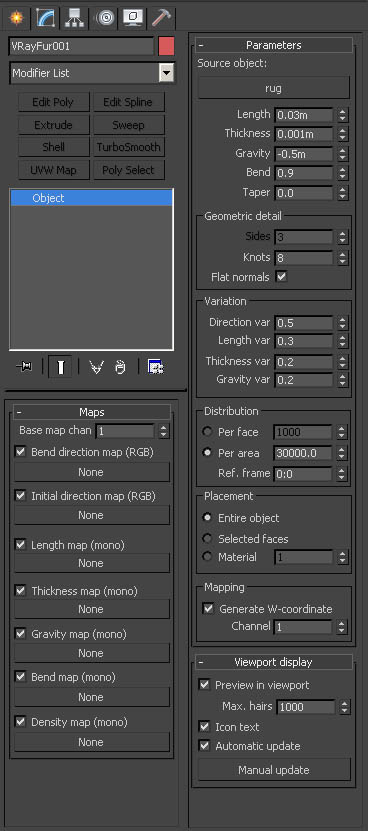 VRayFur001
Modifier List
Edit Poly Edit Spline
Extrude Sweep
Shell TurboSmooth
UVW Map Poly Select
Object
- Maps
Base map chan 1
Bend direction map (RGB)
None
Initial direction map (RGB)
None
Length map (mono)
None
Thickness map (mono)
None
Gravity map (mono)
None
Bend map (mono)
None
Density map (mono)
None
- Parameters
Source object:
rug
Length 0.03m
Thickness 0.001m
Gravity -0.5m
Bend 0.9
Taper 0.0
Geometric detail
Sides 3
Knots 8
Flat normals
Variation
Direction var 0.5
Length var 0.3
Thickness var 0.2
Gravity var 0.2
Distribution
Per face 1000
Per area 30000.0
Ref. frame 0:0
Placement
Entire object
Selected faces
Material 1
Mapping
Generate W-coordinate
Channel 1
- Viewport display
Preview in viewport
Max. hairs 1000
Icon text
Automatic update
Manual update